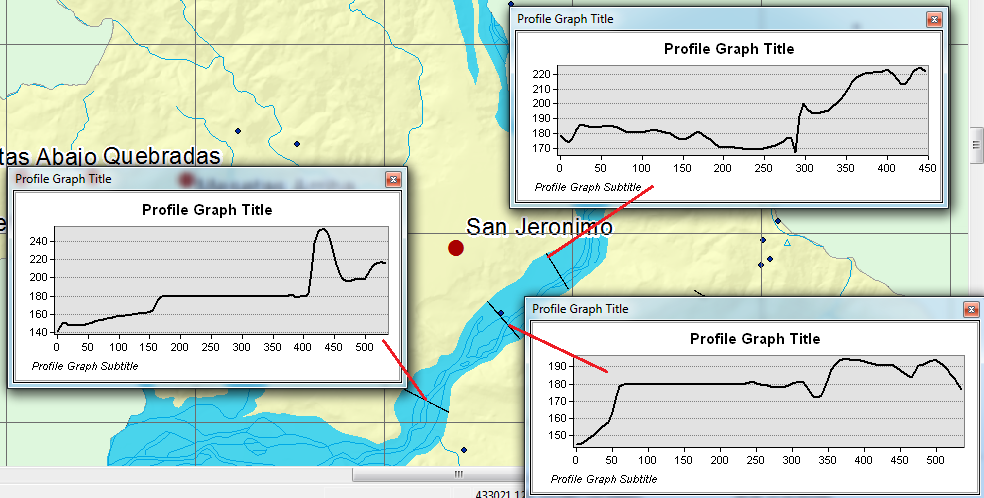 tas Abajo Quebradas
San Jeronimo
Profile Graph Title
Profile Graph Title
220
210
200
190
180
170
0 50 100 150 200 250 300 350 400 450
Profile Graph Subtitle
Profile Graph Title
Profile Graph Title
240
220
200
180
160
140
0 50 100 150 200 250 300 350 400 450 500
Profile Graph Subtitle
Profile Graph Title
Profile Graph Title
190
180
170
160
150
0 50 100 150 200 250 300 350 400 450 500
Profile Graph Subtitle